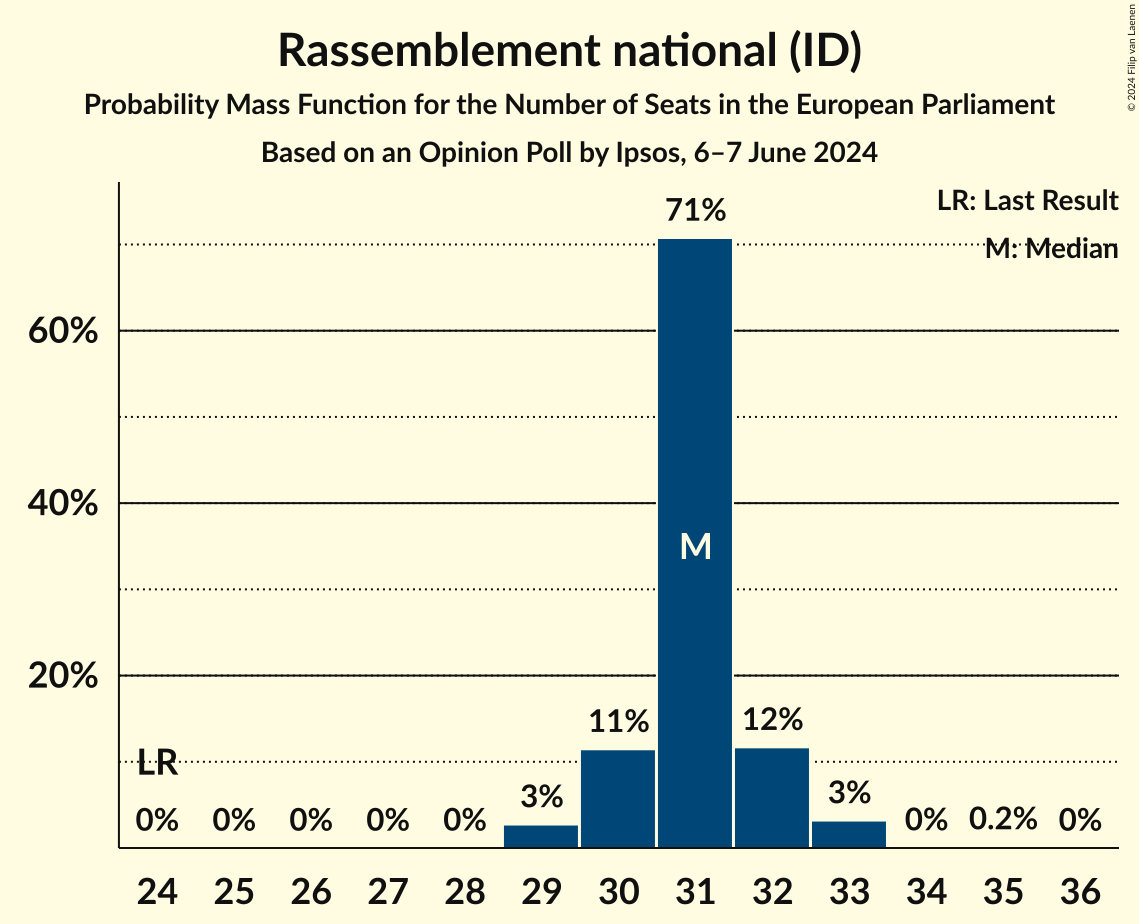 Rassemblement national (ID)
Probability Mass Function for the Number of Seats in the European Parliament
Based on an Opinion Poll by Ipsos, 6–7 June 2024
© 2024 Filip van Laenen
LR: Last Result
M: Median
60%
40%
20%
71%
M
11%
12%
LR
3%
3%
0%
0%
0%
0%
0%
0%
0.2%
0%
24 25 26 27 28 29 30 31 32 33 34 35 36